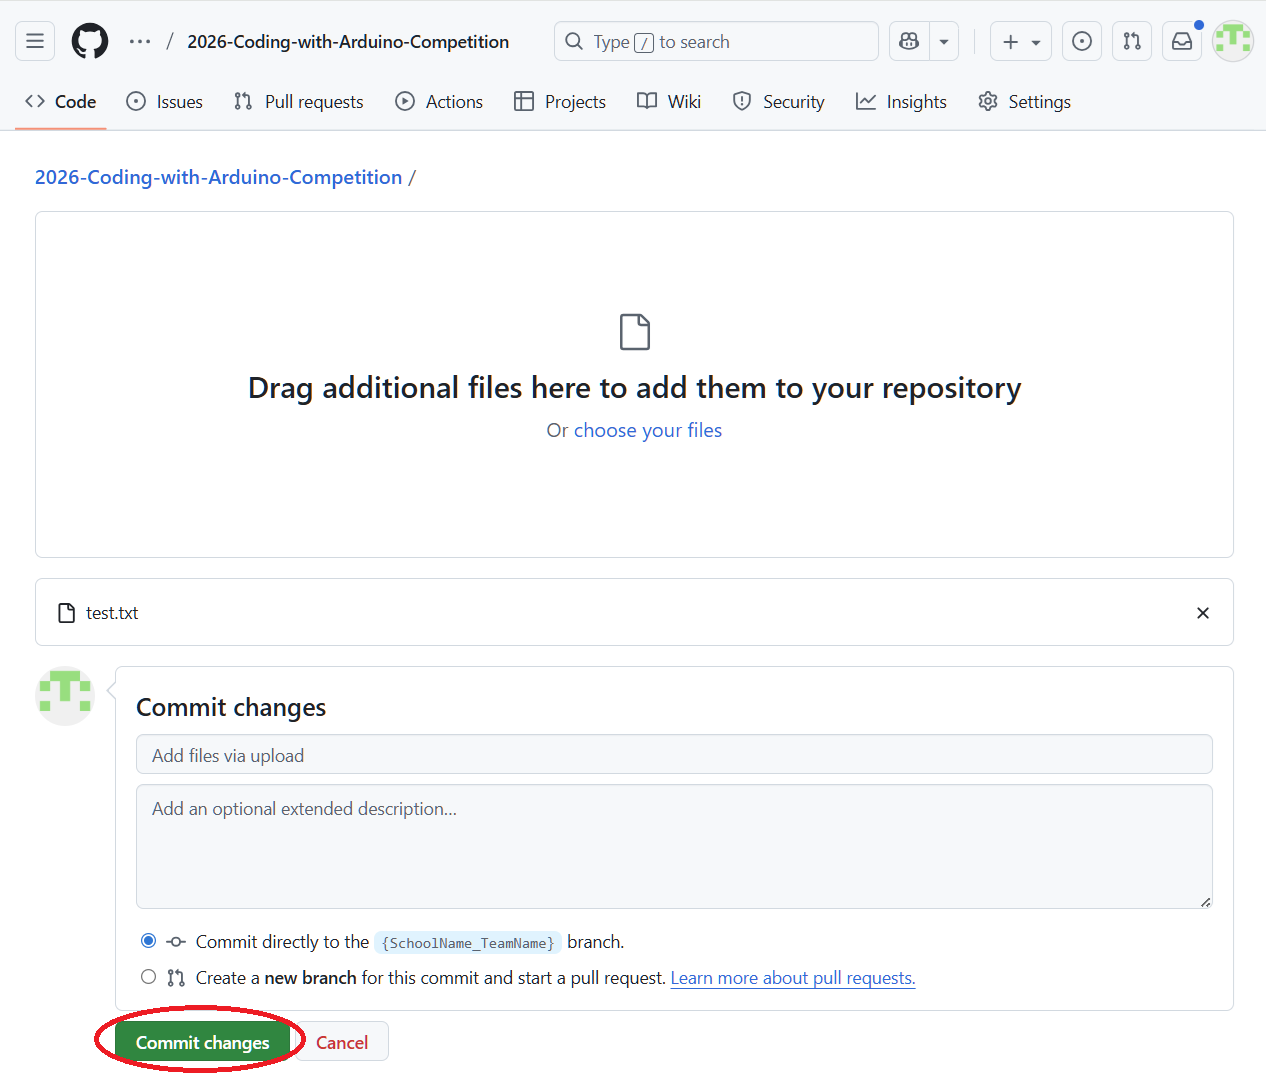 ... / 2026-Coding-with-Arduino-Competition Type / to search
Code Issues Pull requests Actions Projects Wiki Security Insights Settings
2026-Coding-with-Arduino-Competition /
Drag additional files here to add them to your repository
Or choose your files
test.txt
Commit changes
Add files via upload
Add an optional extended description...
Commit directly to the {SchoolName_TeamName} branch.
Create a new branch for this commit and start a pull request. Learn more about pull requests.
Commit changes Cancel